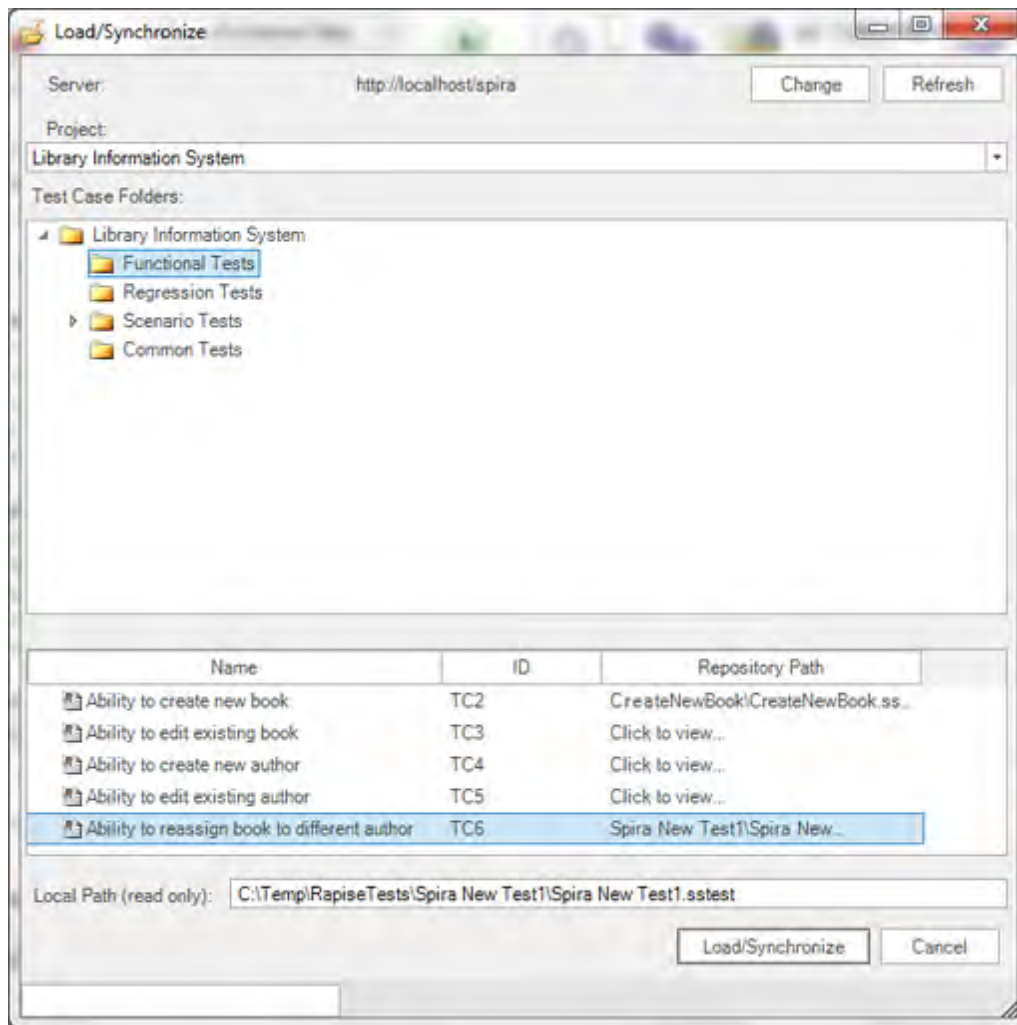 Load/Synchronize
Server: http://localhost/spira Change Refresh
Project:
Library Information System
Test Case Folders:
Library Information System
Functional Tests
Regression Tests
Scenario Tests
Common Tests
Name ID Repository Path
Ability to create new book TC2 CreateNewBook\CreateNewBook.ss...
Ability to edit existing book TC3 Click to view...
Ability to create new author TC4 Click to view...
Ability to edit existing author TC5 Click to view...
Ability to reassign book to different author TC6 Spira New Test1\Spira New...
Local Path (read only): C:\Temp\RapiseTests\Spira New Test1\Spira New Test1.sstest
Load/Synchronize Cancel